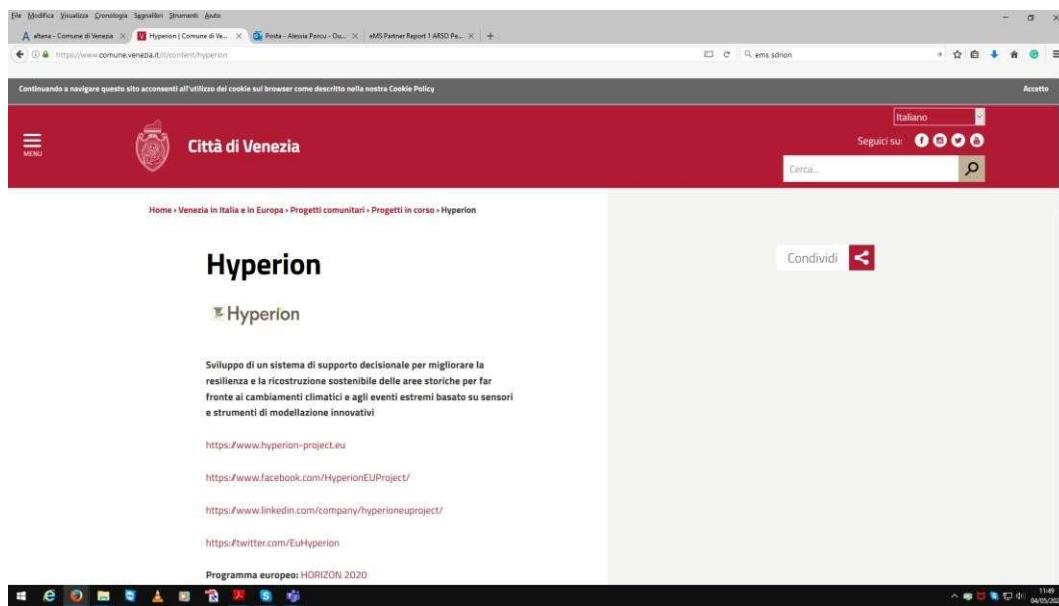 File Modifica Visualizza Cronologia Segnalibri Strumenti Aiuto
altana - Comune di Venezia
Hyperion | Comune di Ve...
Posta - Alessia Porcu - Ou...
eMS Partner Report 1 ARSO Pe...
https://www.comune.venezia.it/it/content/hyperion
ems sdrion
Continuando a navigare questo sito acconsenti all'utilizzo dei cookie sul browser come descritto nella nostra Cookie Policy
Accetto
Italiano
MENU
Città di Venezia
Seguici su:
Cerca...
Home › Venezia in Italia e in Europa › Progetti comunitari › Progetti in corso › Hyperion
Hyperion
Condividi
Hyperion
Sviluppo di un sistema di supporto decisionale per migliorare la
resilienza e la ricostruzione sostenibile delle aree storiche per far
fronte ai cambiamenti climatici e agli eventi estremi basato su sensori
e strumenti di modellazione innovativi
https://www.hyperion-project.eu
https://www.facebook.com/HyperionEUProject/
https://www.linkedin.com/company/hyperioneuproject/
https://twitter.com/EuHyperion
Programma europeo: HORIZON 2020
11:49